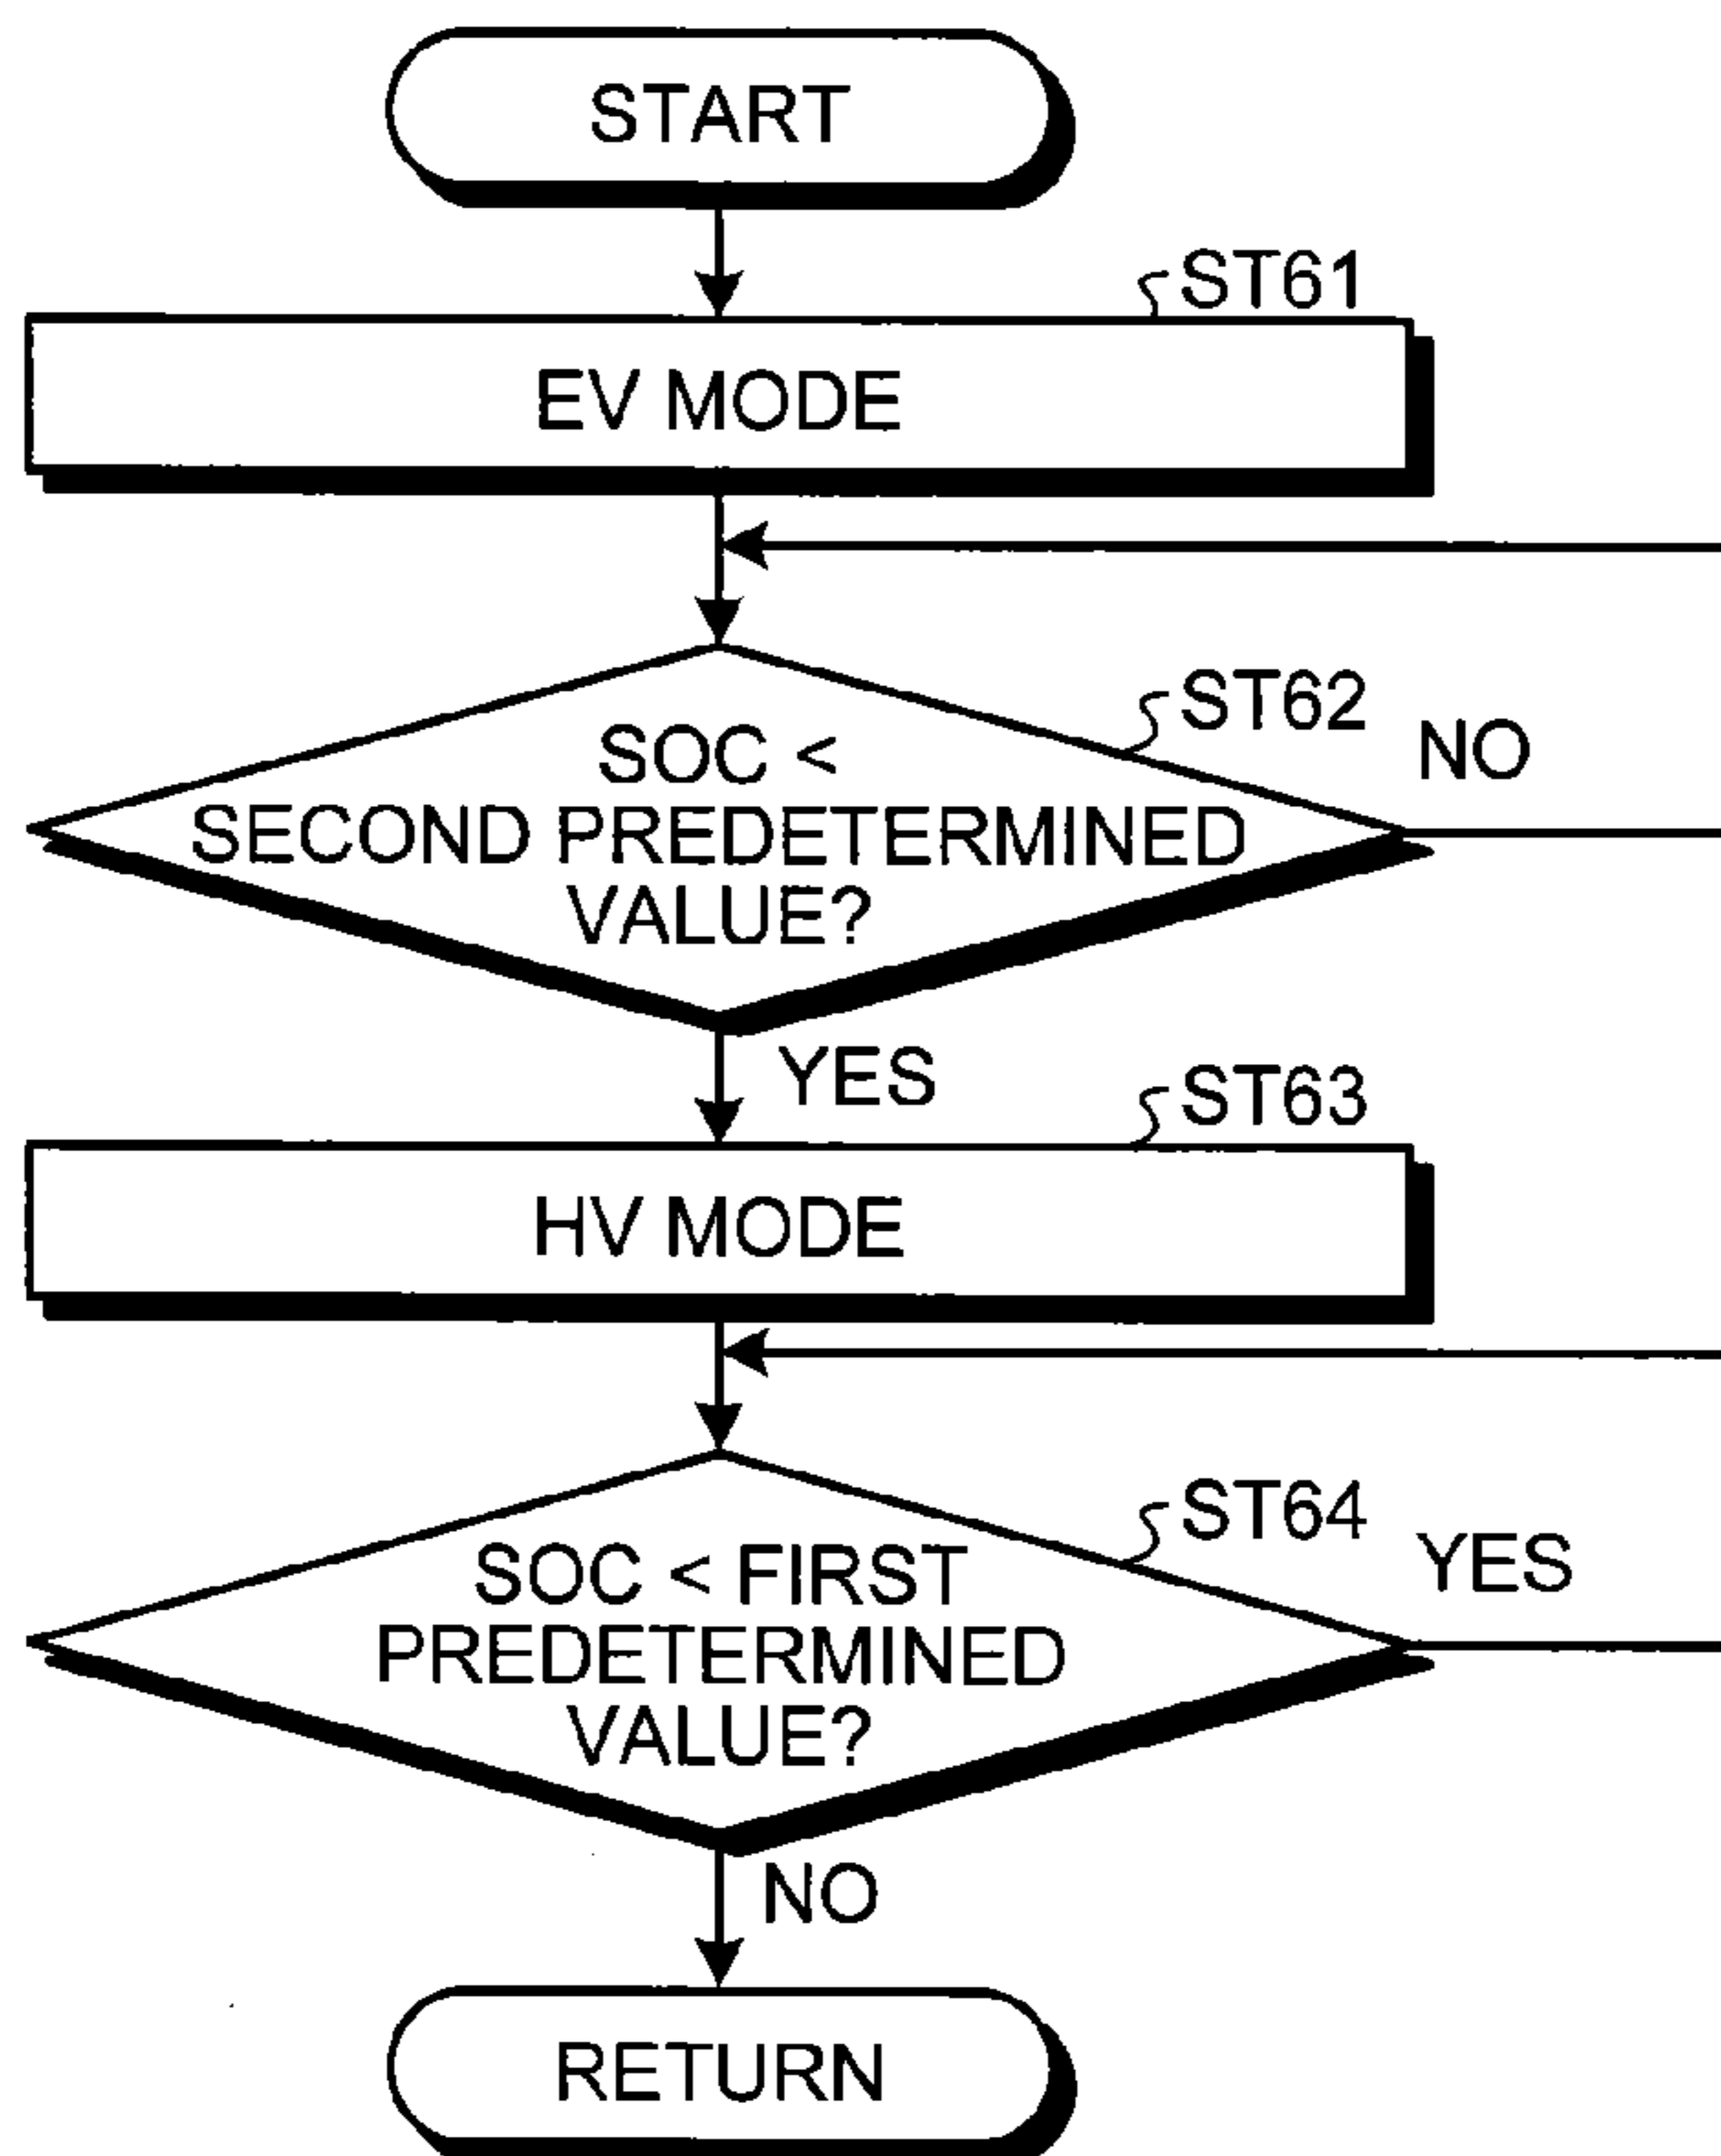 START
ST61
EV MODE
ST62
SOC <
SECOND PREDETERMINED
VALUE?
NO
YES
ST63
HV MODE
ST64
SOC < FIRST
PREDETERMINED
VALUE?
YES
NO
RETURN